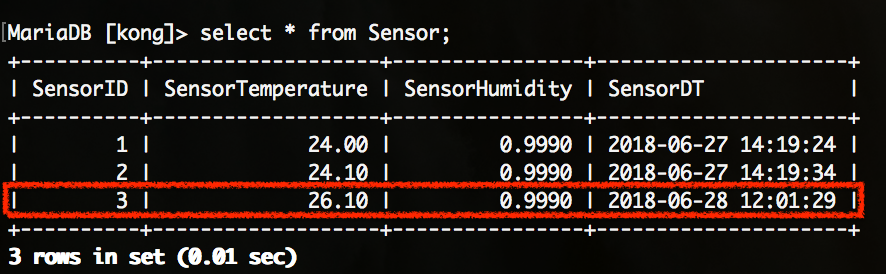 MariaDB [kong]> select * from Sensor;
+----------+-------------------+----------------+---------------------+
| SensorID | SensorTemperature | SensorHumidity | SensorDT            |
+----------+-------------------+----------------+---------------------+
|        1 |             24.00 |         0.9990 | 2018-06-27 14:19:24 |
|        2 |             24.10 |         0.9990 | 2018-06-27 14:19:34 |
|        3 |             26.10 |         0.9990 | 2018-06-28 12:01:29 |
+----------+-------------------+----------------+---------------------+
3 rows in set (0.01 sec)